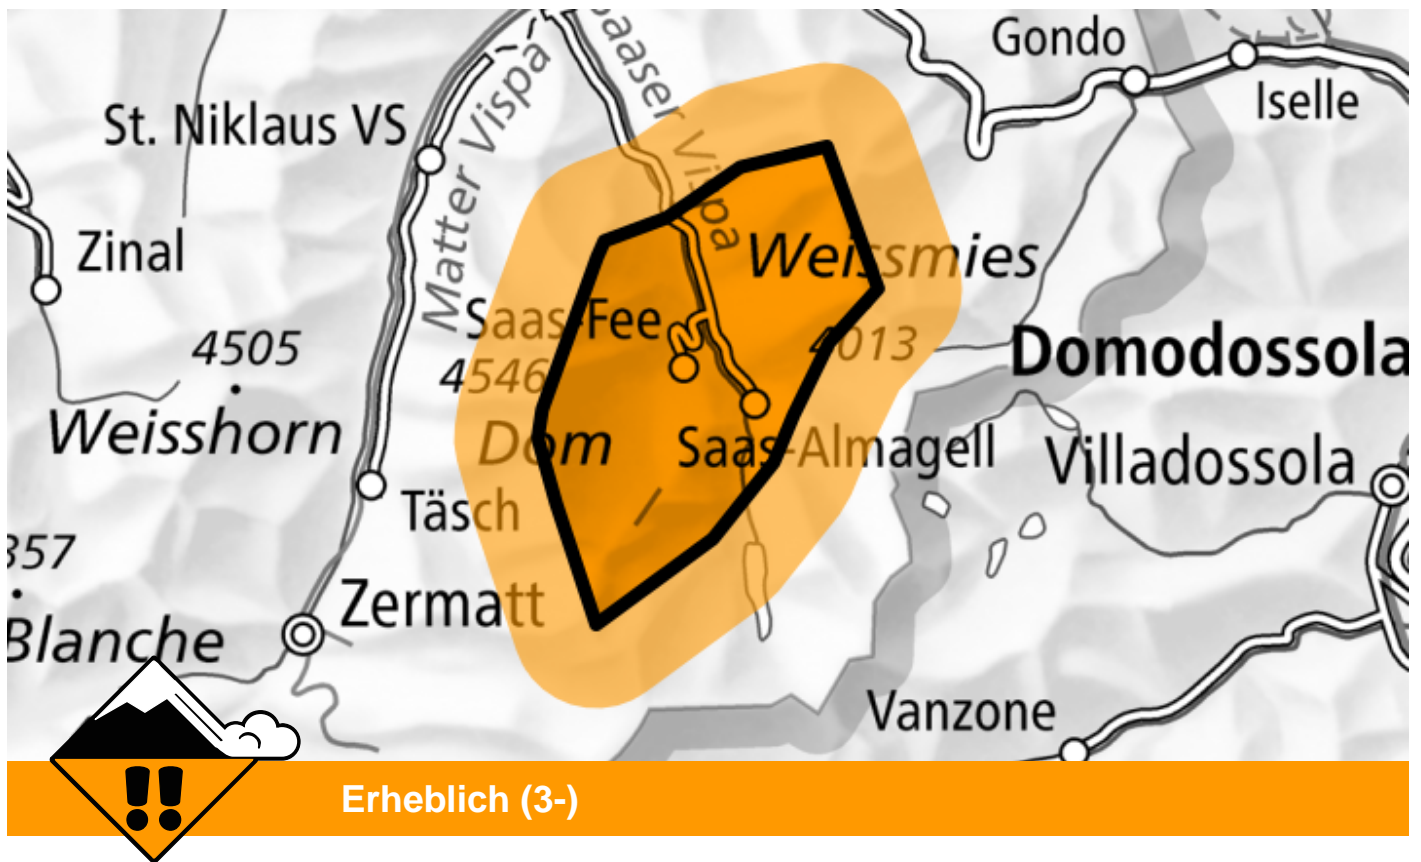 Gondo
Iselle
St. Niklaus VS
Matter Vispa
Saaser Vispa
Zinal
Weissmies
4013
Saas-Fee
4505
4546
Domodossola
Weisshorn
Dom
Saas-Almagell
Villadossola
Täsch
357
Zermatt
Blanche
Vanzone
!!
Erheblich (3-)